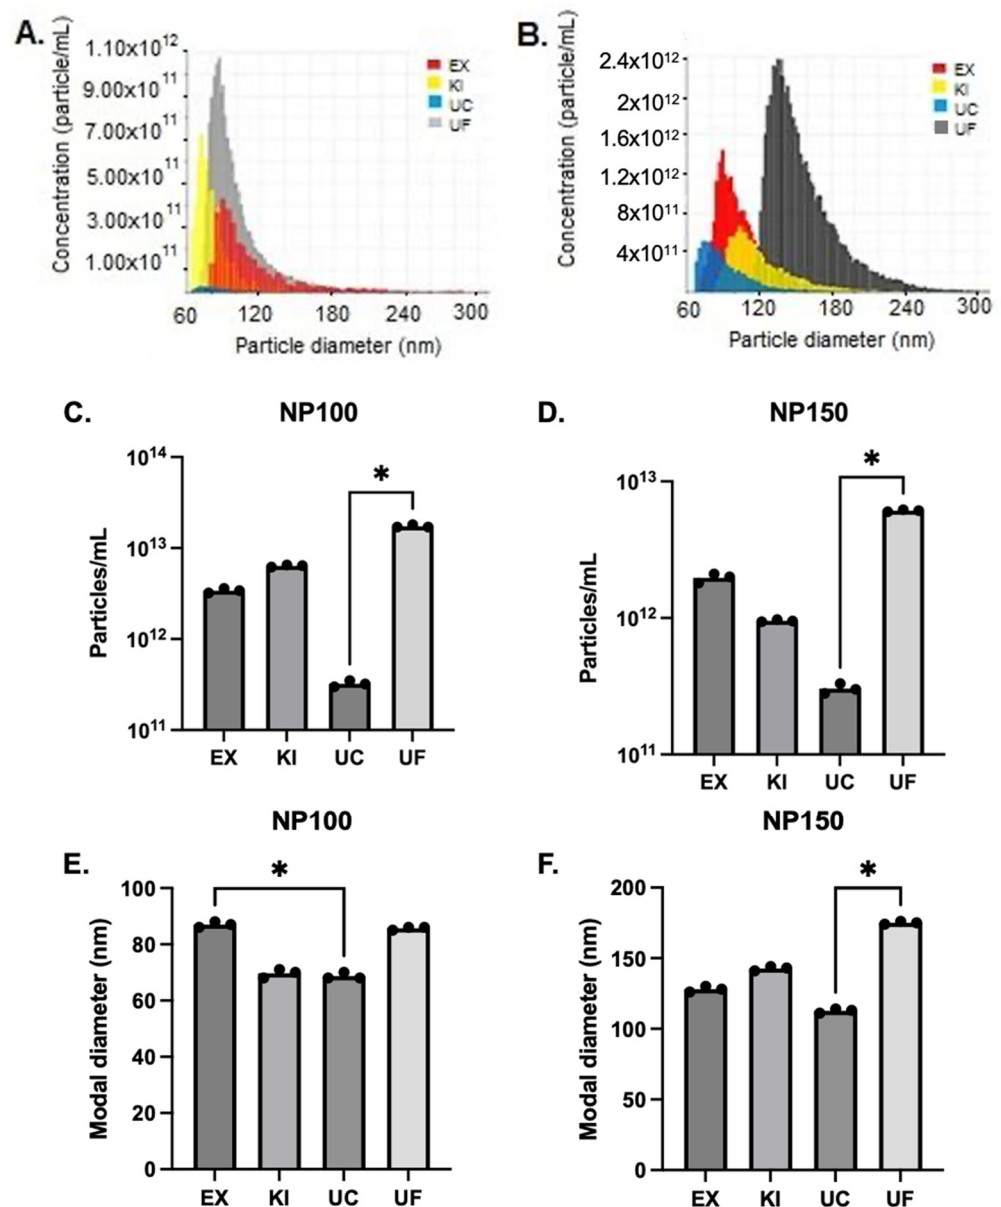 A.
Concentration (particle/mL)
1.10x10¹²
9.00x10¹¹
7.00x10¹¹
5.00x10¹¹
3.00x10¹¹
1.00x10¹¹
60 120 180 240 300
Particle diameter (nm)
EX
KI
UC
UF
B.
Concentration (particle/mL)
2.4x10¹²
2x10¹²
1.6x10¹²
1.2x10¹²
8x10¹¹
4x10¹¹
60 120 180 240 300
Particle diameter (nm)
EX
KI
UC
UF
C.
NP100
Particles/mL
10¹⁴
10¹³
10¹²
10¹¹
*
EX KI UC UF
D.
NP150
Particles/mL
10¹³
10¹²
10¹¹
*
EX KI UC UF
E.
NP100
Modal diameter (nm)
100
80
60
40
20
0
*
EX KI UC UF
F.
NP150
Modal diameter (nm)
200
150
100
50
0
*
EX KI UC UF